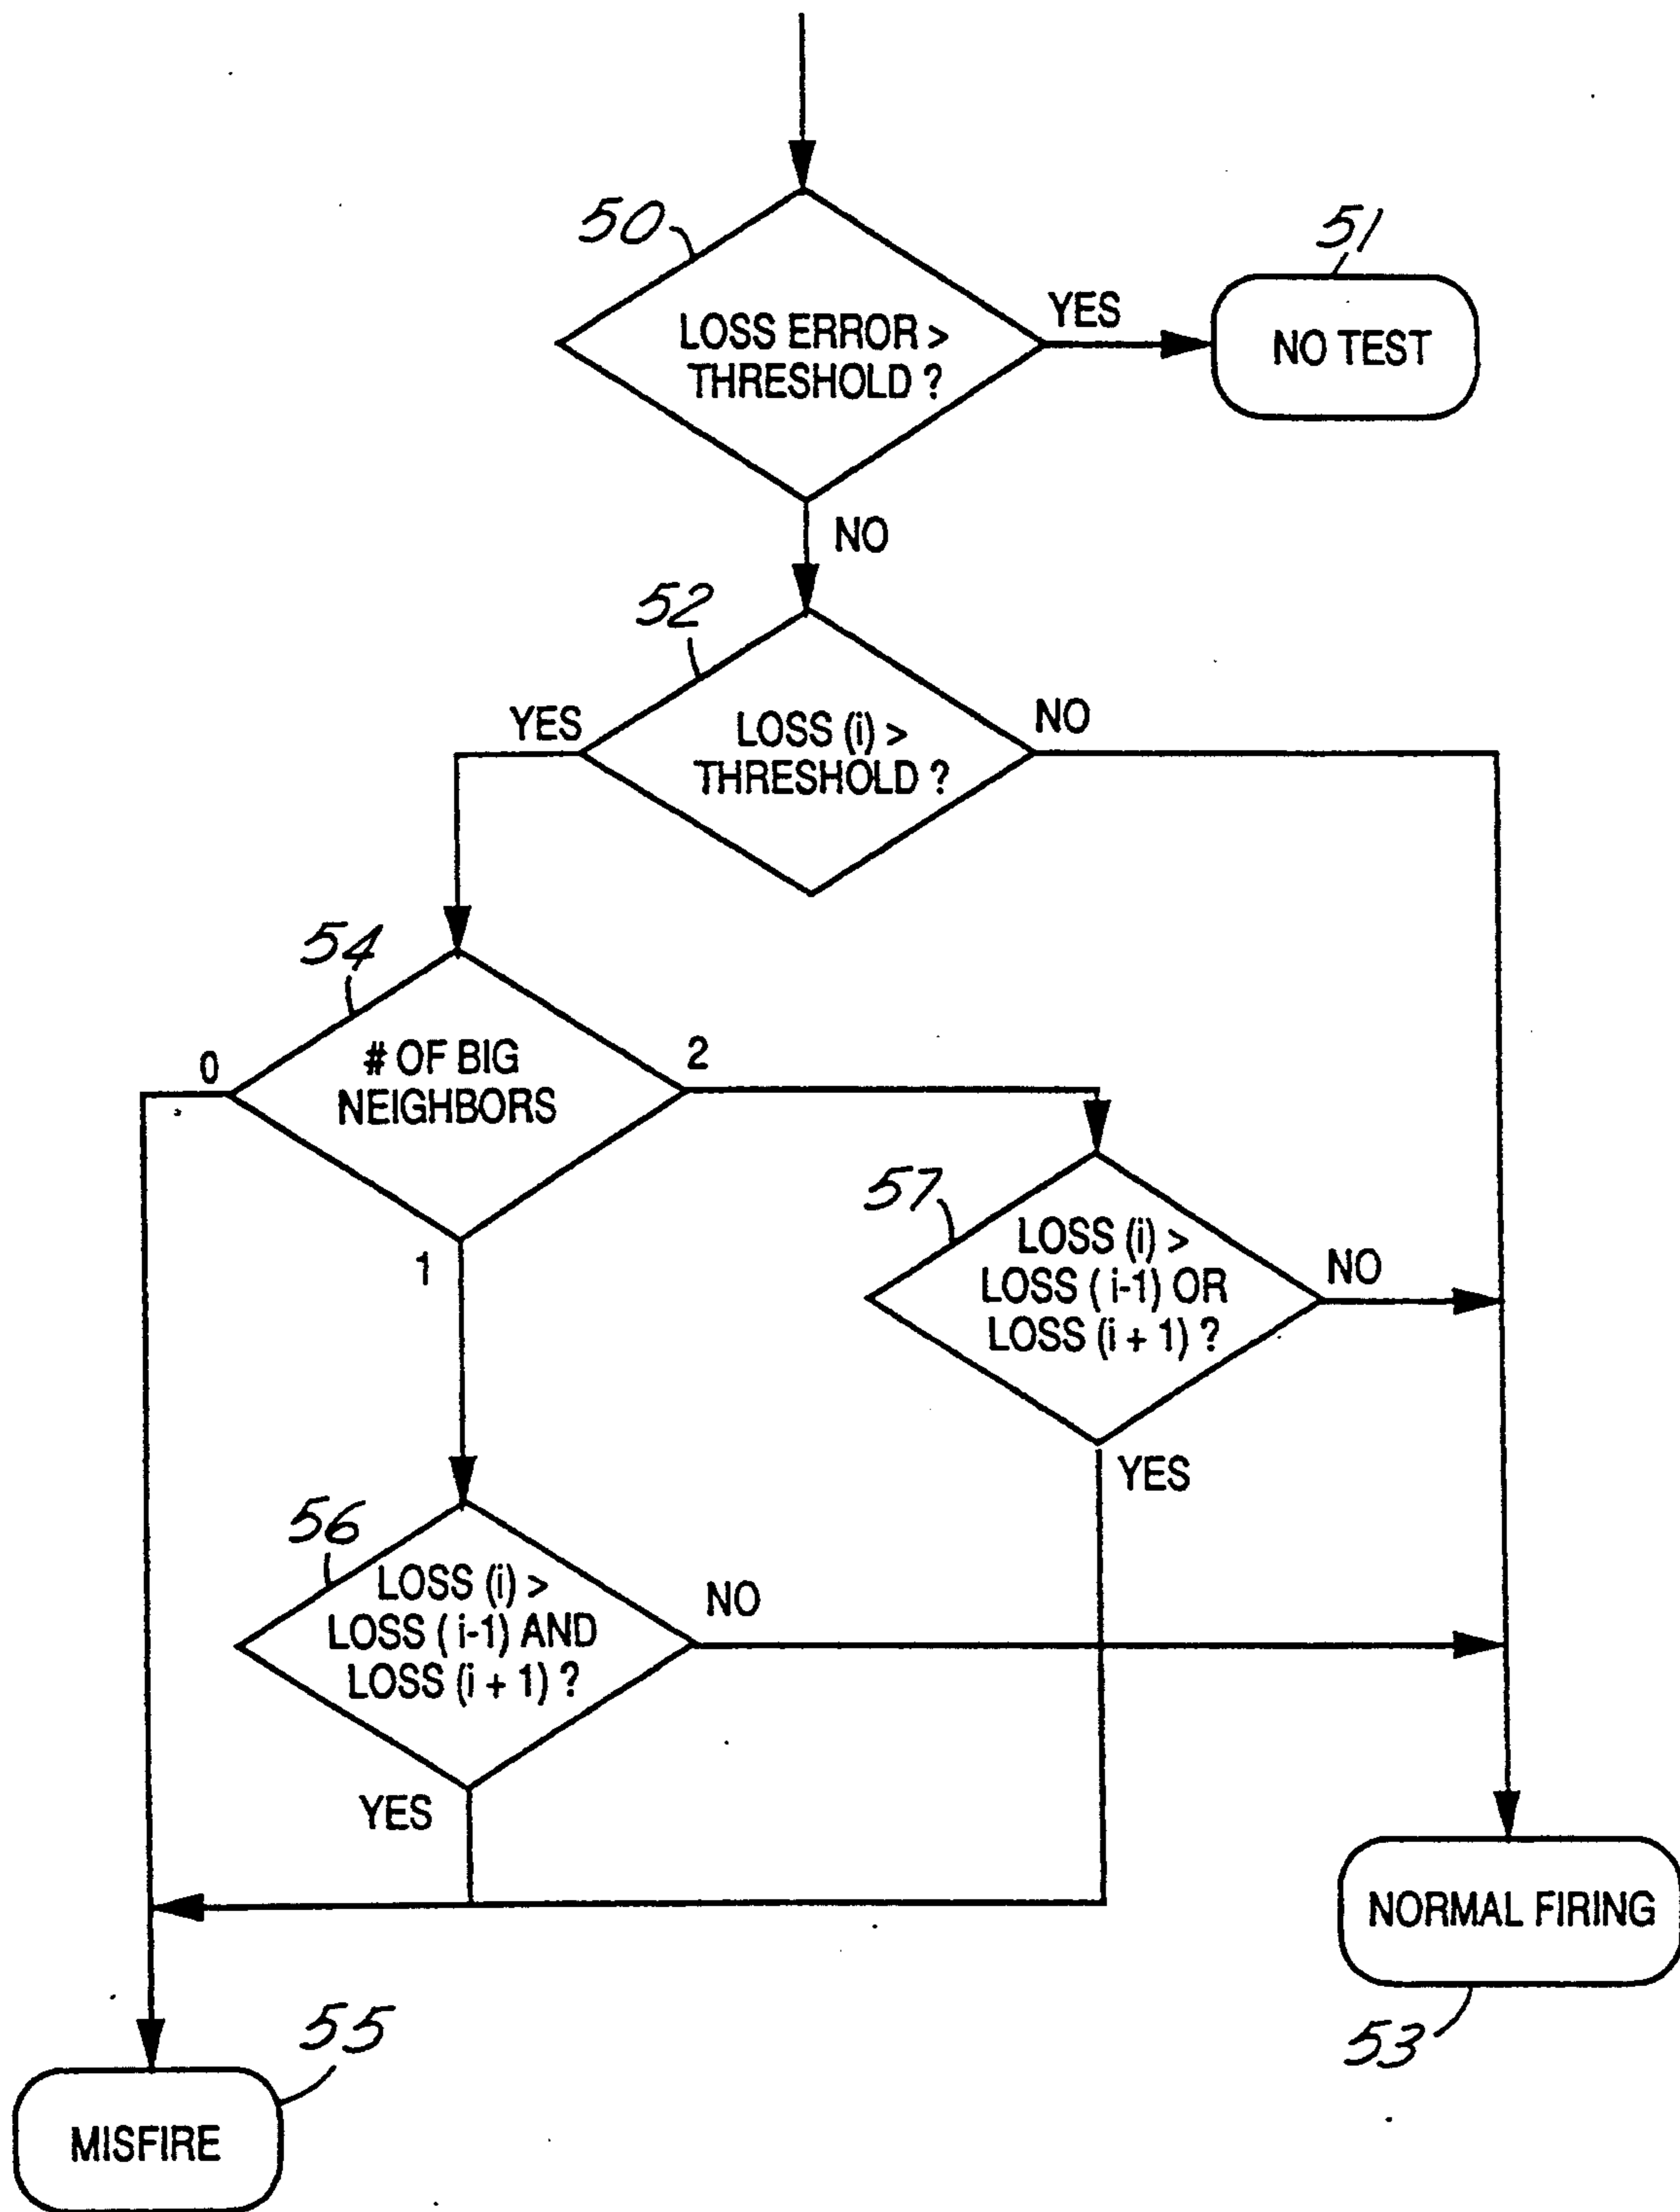 50
51
LOSS ERROR >
THRESHOLD ?
YES
NO TEST
NO
52
YES
LOSS (i) >
THRESHOLD ?
NO
54
0
# OF BIG
NEIGHBORS
2
1
57
LOSS (i) >
LOSS ( i-1) OR
LOSS (i + 1) ?
NO
YES
56
LOSS (i) >
LOSS ( i-1) AND
LOSS (i + 1) ?
NO
YES
NORMAL FIRING
53
55
MISFIRE